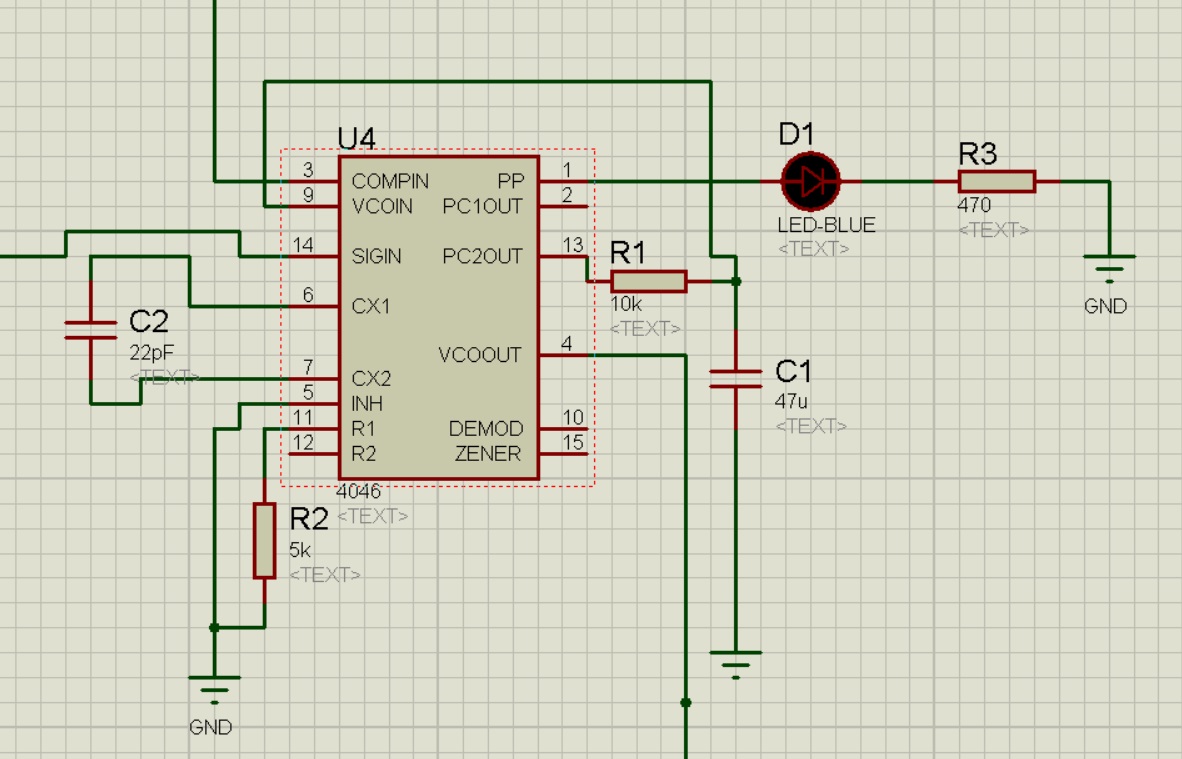 U4
3 COMPIN PP 1
9 VCOIN PC1OUT 2
14 SIGIN PC2OUT 13
6 CX1
VCOOUT 4
7 CX2
5 INH
11 R1 DEMOD 10
12 R2 ZENER 15
4046
<TEXT>
D1
LED-BLUE
<TEXT>
R3
470
<TEXT>
GND
R1
10k
<TEXT>
C2
22pF
<TEXT>
C1
47u
<TEXT>
R2
5k
<TEXT>
GND